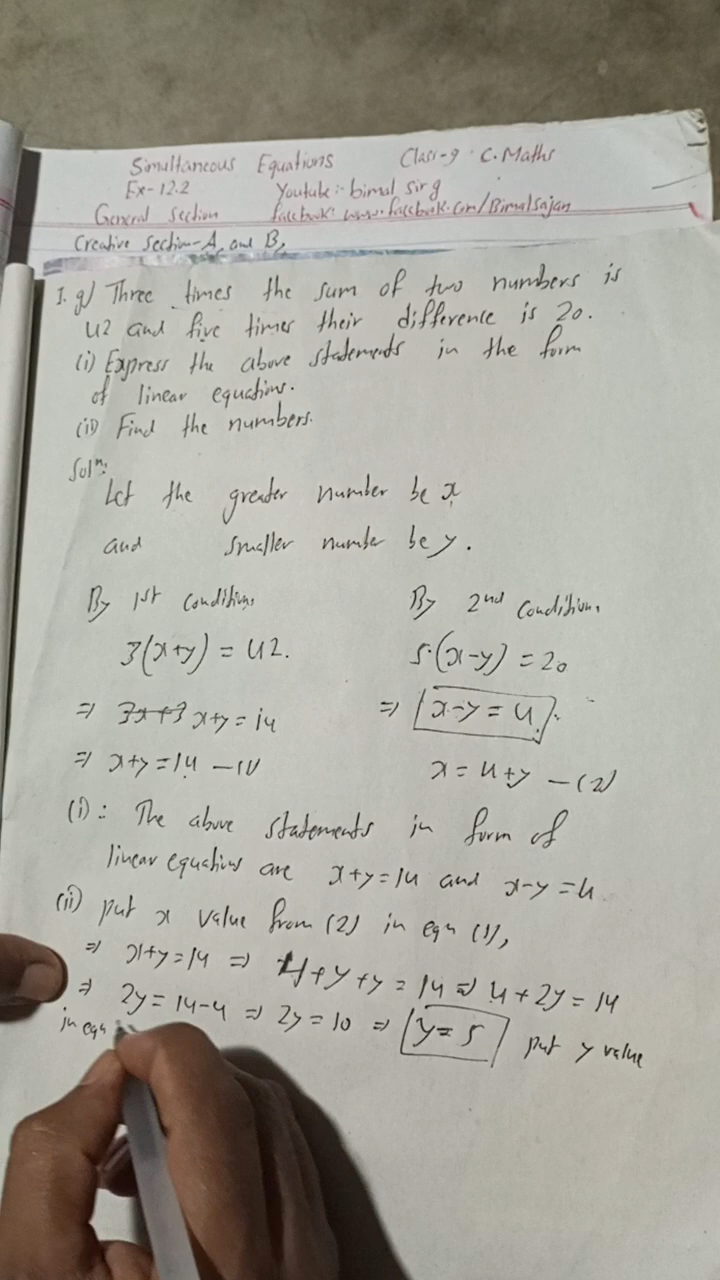 Simultaneous Equations Class-9 C.Maths
Ex-12.2 Youtube:- bimal sir g
General Section facebook: www.facebook.com/Bimalsajan
Creative Section-A, and B,
1. g) Three times the sum of two numbers is
42 and five times their difference is 20.
(i) Express the above statements in the form
of linear equations.
(ii) Find the numbers.
Solⁿ:
Let the greater number be x
and smaller number be y.
By 1st condition, By 2nd condition,
3(x+y) = 42. 5.(x-y) = 20
⇒ 3x+3 x+y = 14 ⇒ x-y = 4.
⇒ x+y = 14 —(1) x = 4+y —(2)
(i): The above statements in form of
linear equations are x+y=14 and x-y=4.
(ii) put x value from (2) in eqn (1),
⇒ x+y=14 ⇒ 4+y+y = 14 ⇒ 4+2y = 14
⇒ 2y = 14-4 ⇒ 2y = 10 ⇒ y = 5 put y value
in eqn